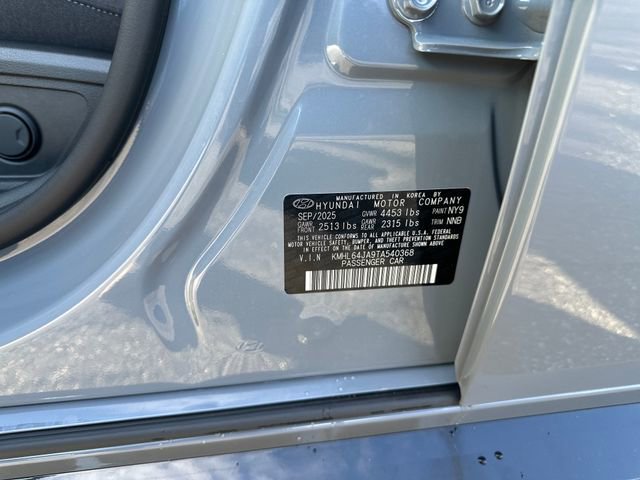 MANUFACTURED IN KOREA BY
HYUNDAI MOTOR COMPANY
SEP/2025 GVWR 4453 lbs PAINT NY9
GAWR FRONT 2513 lbs GAWR REAR 2315 lbs TRIM NNB
THIS VEHICLE CONFORMS TO ALL APPLICABLE U.S.A. FEDERAL
MOTOR VEHICLE SAFETY, BUMPER, AND THEFT PREVENTION
STANDARDS IN EFFECT ON THE DATE OF MANUFACTURE SHOWN ABOVE.
V.I.N KMHL64JA9TA540368
PASSENGER CAR